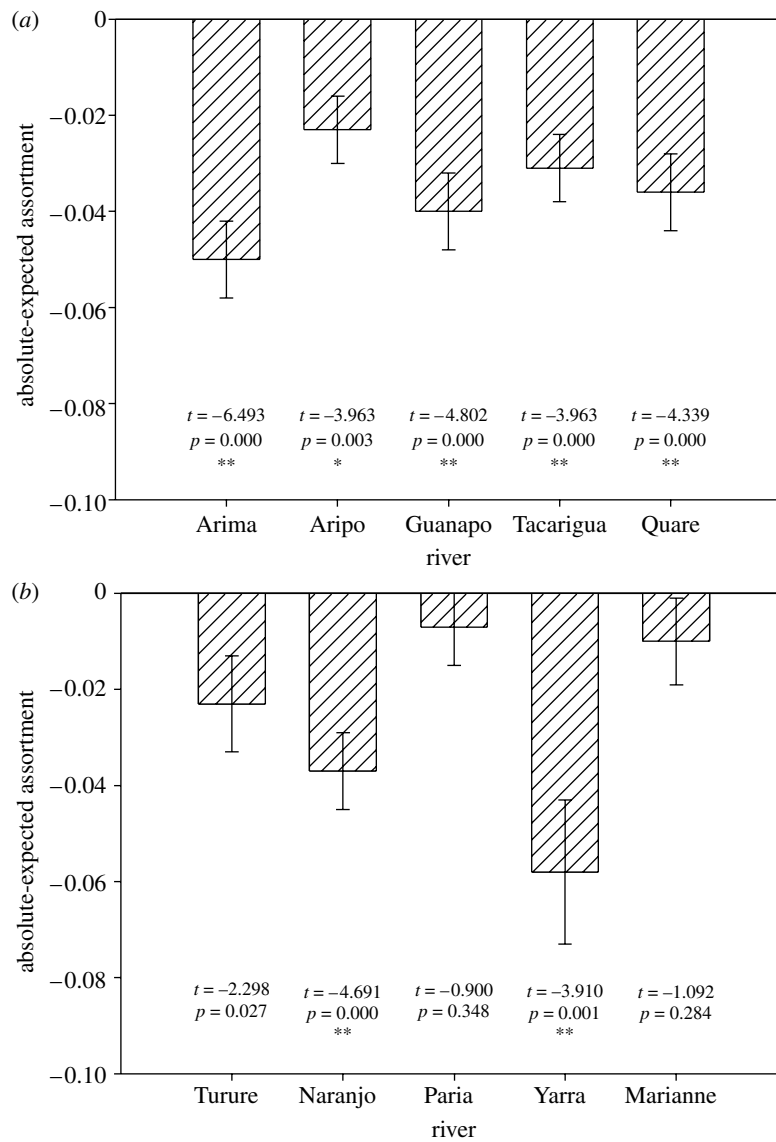 (a)
0
−0.02
−0.04
−0.06
−0.08
−0.10
absolute-expected assortment
t = −6.493 t = −3.963 t = −4.802 t = −3.963 t = −4.339
p = 0.000 p = 0.003 p = 0.000 p = 0.000 p = 0.000
** * ** ** **
Arima Aripo Guanapo Tacarigua Quare
river
(b)
0
−0.02
−0.04
−0.06
−0.08
−0.10
absolute-expected assortment
t = −2.298 t = −4.691 t = −0.900 t = −3.910 t = −1.092
p = 0.027 p = 0.000 p = 0.348 p = 0.001 p = 0.284
** **
Turure Naranjo Paria Yarra Marianne
river